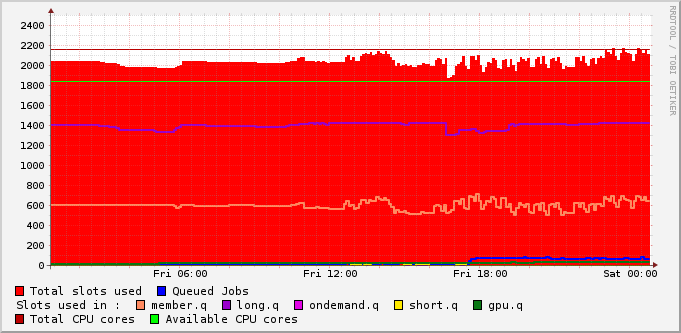 2400
2200
2000
1800
1600
1400
1200
1000
800
600
400
200
0
Fri 06:00 Fri 12:00 Fri 18:00 Sat 00:00
RRDTOOL / TOBI OETIKER
Total slots used Queued Jobs
Slots used in : member.q long.q ondemand.q short.q gpu.q
Total CPU cores Available CPU cores